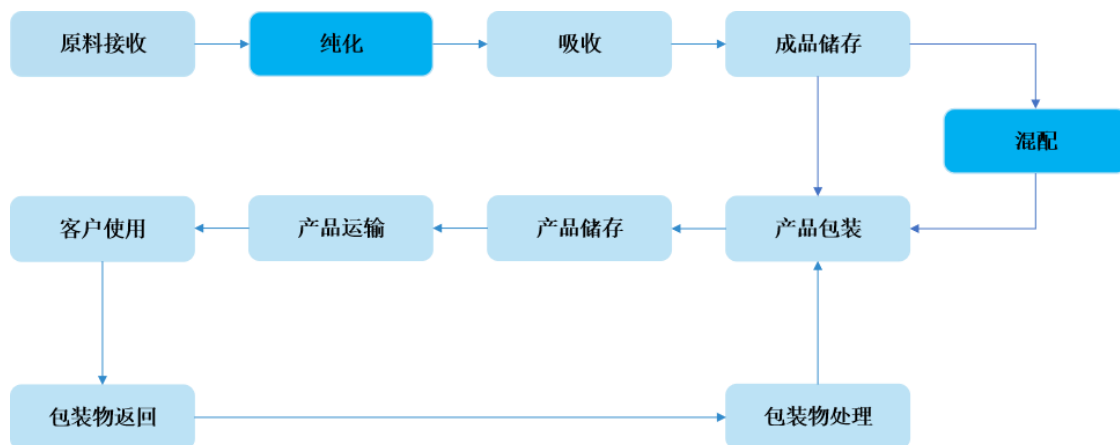 原料接收
纯化
吸收
成品储存
混配
客户使用
产品运输
产品储存
产品包装
包装物返回
包装物处理